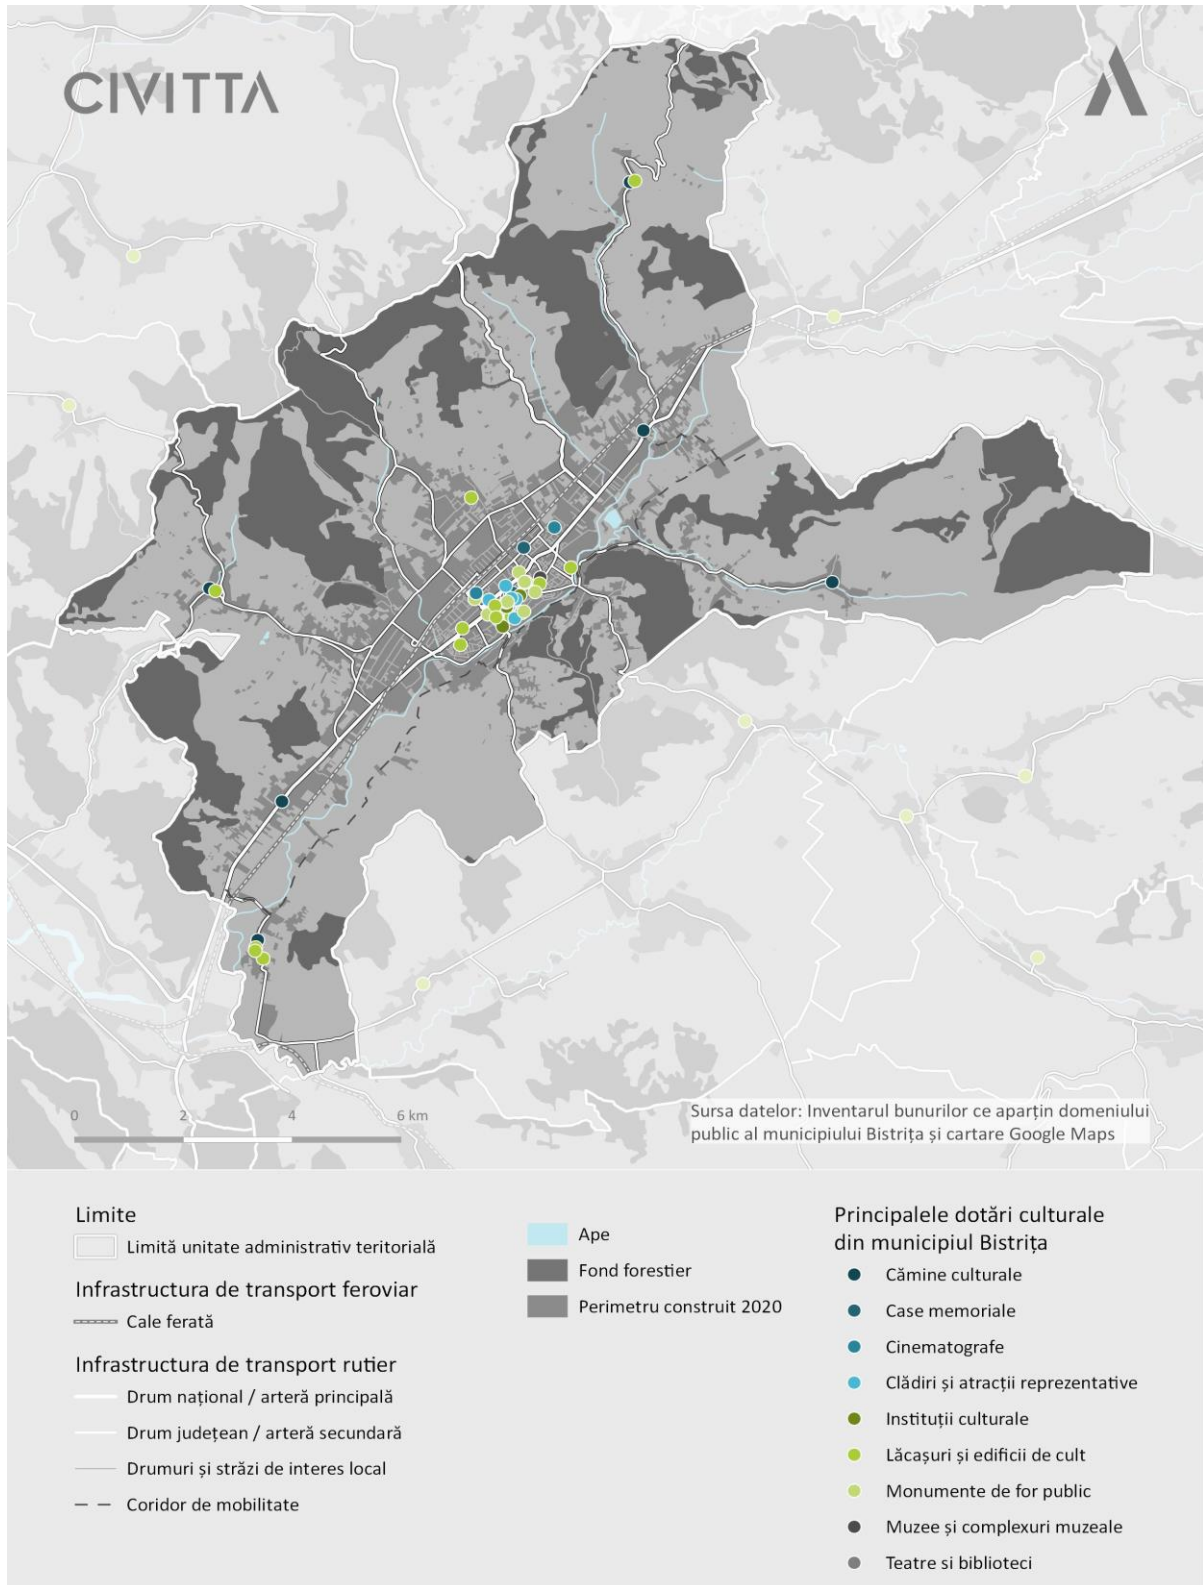 CIVITTA
0 2 4 6 km
Sursa datelor: Inventarul bunurilor ce aparțin domeniului
public al municipiului Bistrița și cartare Google Maps
Limite
Limită unitate administrativ teritorială
Infrastructura de transport feroviar
Cale ferată
Infrastructura de transport rutier
Drum național / arteră principală
Drum județean / arteră secundară
Drumuri și străzi de interes local
Coridor de mobilitate
Ape
Fond forestier
Perimetru construit 2020
Principalele dotări culturale
din municipiul Bistrița
Cămine culturale
Case memoriale
Cinematografe
Clădiri și atracții reprezentative
Instituții culturale
Lăcașuri și edificii de cult
Monumente de for public
Muzee și complexuri muzeale
Teatre si biblioteci